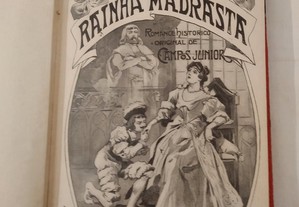 RAINHA MADRASTA
ROMANCE HISTORICO
ORIGINAL DE
CAMPOS JUNIOR